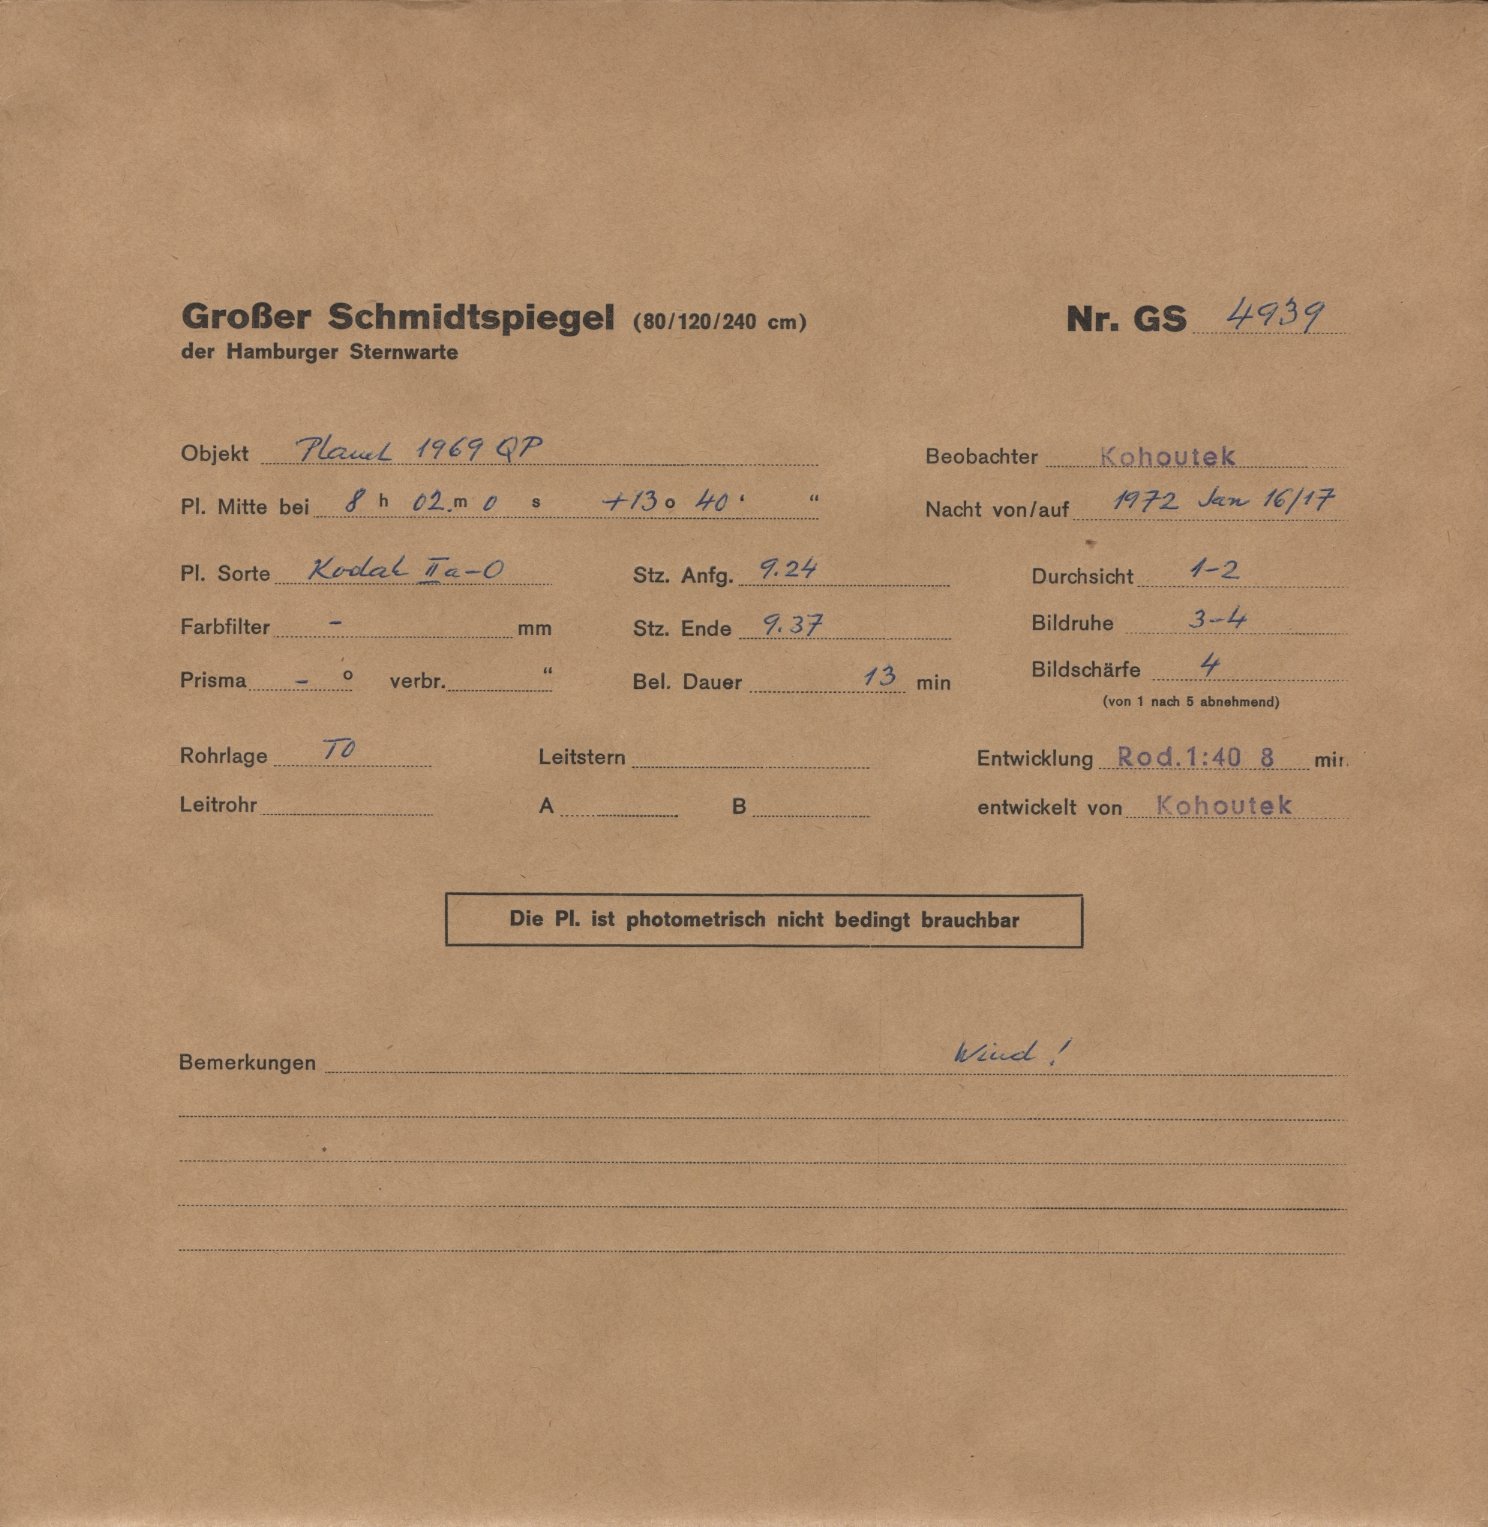 Großer Schmidtspiegel (80/120/240 cm) Nr. GS 4939
der Hamburger Sternwarte
Objekt Planet 1969 QP Beobachter Kohoutek
Pl. Mitte bei 8 h 02. m 0 s +13 o 40 ‘ “ Nacht von/auf 1972 Jan 16/17
Pl. Sorte Kodak IIa-O Stz. Anfg. 9.24 Durchsicht 1-2
Farbfilter - mm Stz. Ende 9.37 Bildruhe 3-4
Prisma - o verbr. “ Bel. Dauer 13 min Bildschärfe 4
(von 1 nach 5 abnehmend)
Rohrlage TO Leitstern Entwicklung Rod.1:40 8 min.
Leitrohr A B entwickelt von Kohoutek
Die Pl. ist photometrisch nicht bedingt brauchbar
Bemerkungen Wind!